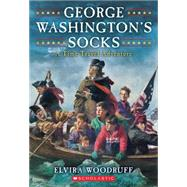 GEORGE
WASHINGTON'S
SOCKS
A Time Travel Adventure
ELVIRA WOODRUFF
SCHOLASTIC